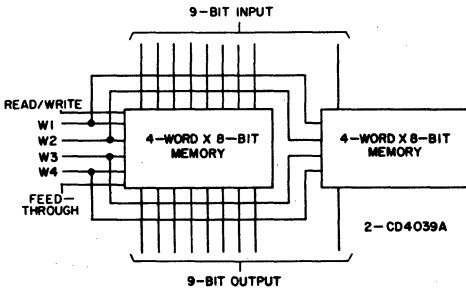 9-BIT INPUT
READ/WRITE
W1
W2
W3
W4
FEED-
THROUGH
4-WORD X 8-BIT
MEMORY
4-WORD X 8-BIT
MEMORY
2-CD4039A
9-BIT OUTPUT